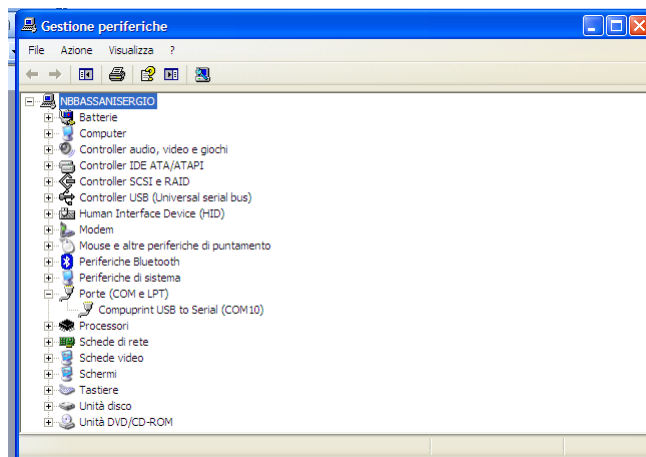 Gestione periferiche
File Azione Visualizza ?
NBBASSANISERGIO
Batterie
Computer
Controller audio, video e giochi
Controller IDE ATA/ATAPI
Controller SCSI e RAID
Controller USB (Universal serial bus)
Human Interface Device (HID)
Modem
Mouse e altre periferiche di puntamento
Periferiche Bluetooth
Periferiche di sistema
Porte (COM e LPT)
Compuprint USB to Serial (COM10)
Processori
Schede di rete
Schede video
Schermi
Tastiere
Unità disco
Unità DVD/CD-ROM